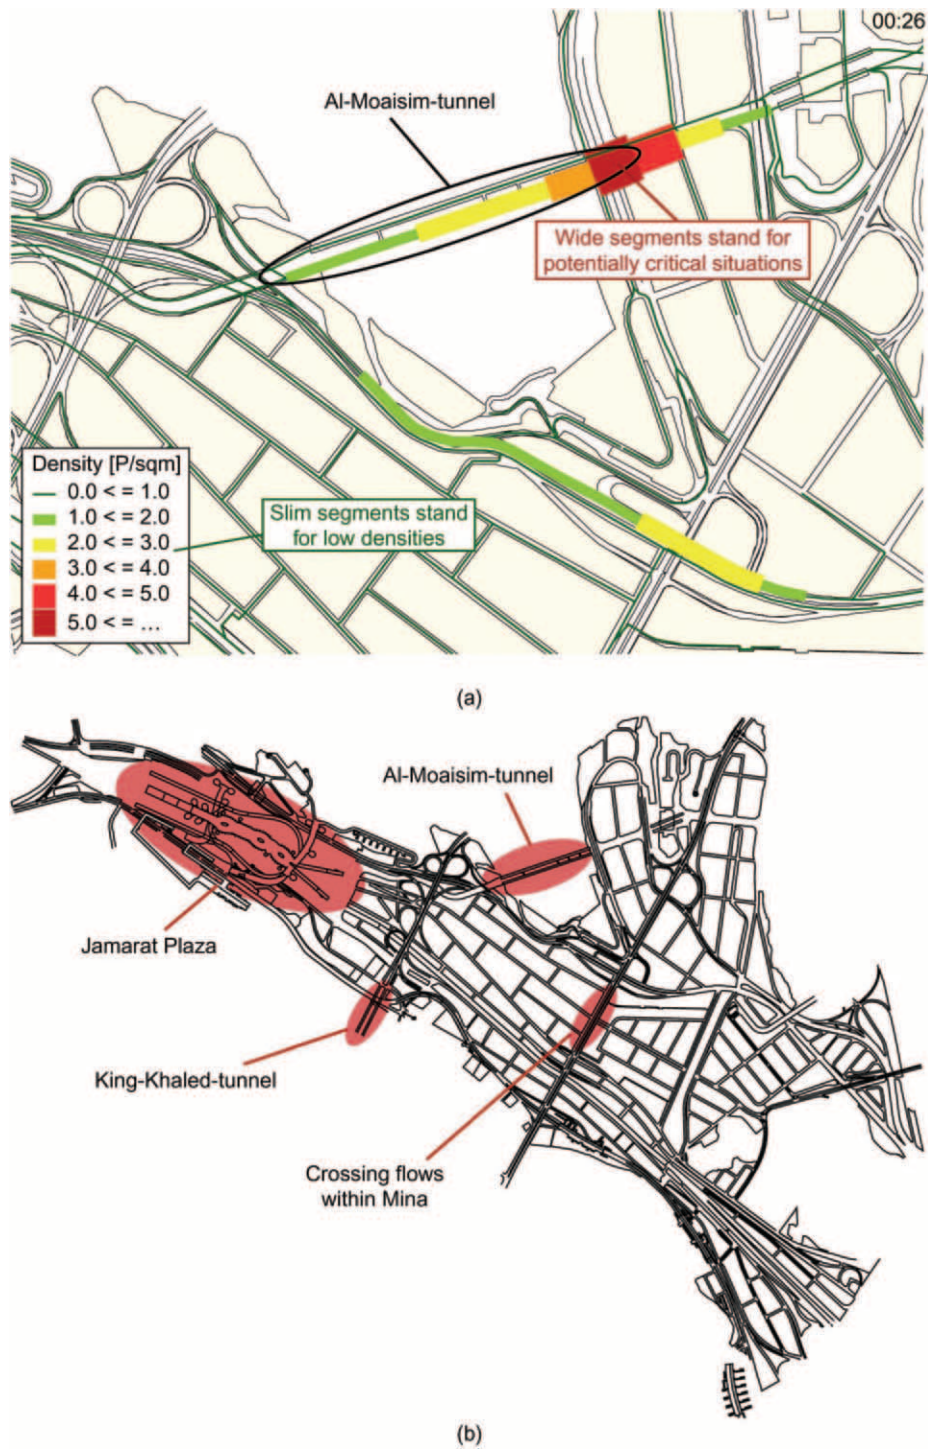 00:26
Al-Moaisim-tunnel
Wide segments stand for
potentially critical situations
Density [P/sqm]
0.0 < = 1.0
1.0 < = 2.0
2.0 < = 3.0
3.0 < = 4.0
4.0 < = 5.0
5.0 < = ...
Slim segments stand
for low densities
(a)
Al-Moaisim-tunnel
Jamarat Plaza
King-Khaled-tunnel
Crossing flows
within Mina
(b)